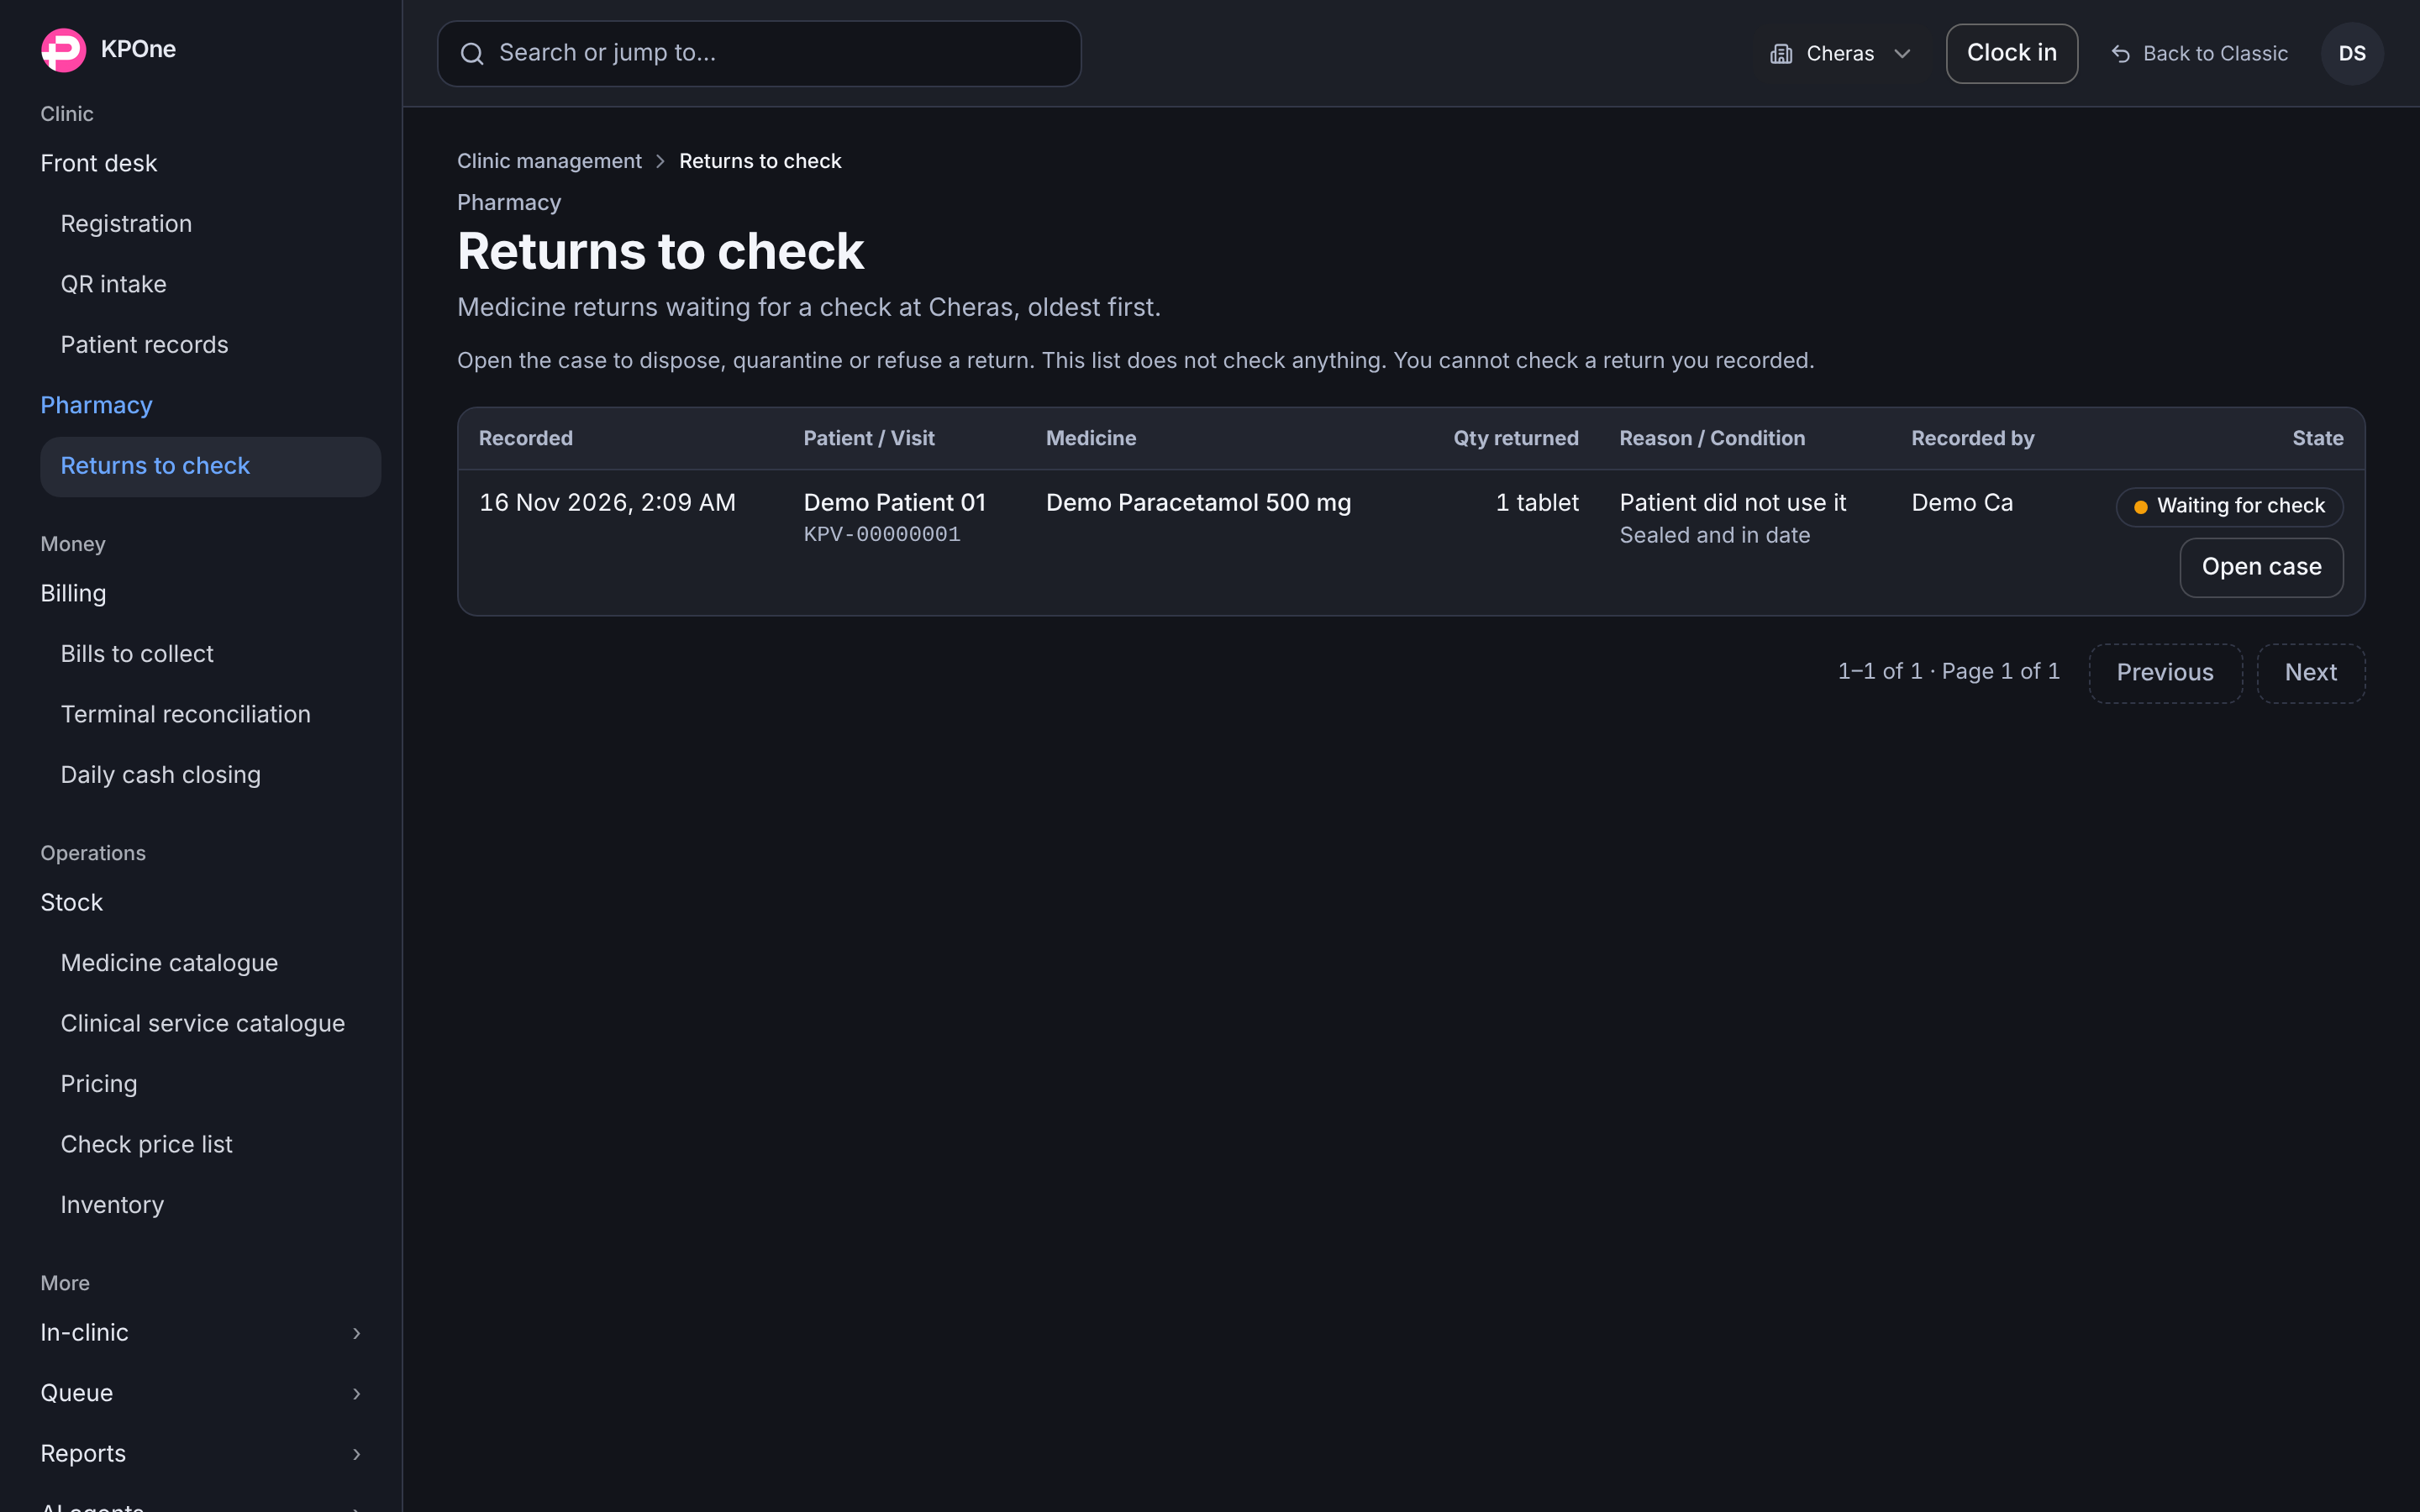 KPOne
Clinic
Front desk
Registration
QR intake
Patient records
Pharmacy
Returns to check
Money
Billing
Bills to collect
Terminal reconciliation
Daily cash closing
Operations
Stock
Medicine catalogue
Clinical service catalogue
Pricing
Check price list
Inventory
More
In-clinic
Queue
Reports
AI agents
Search or jump to...
Cheras
Clock in
Back to Classic
DS
Clinic management > Returns to check
Pharmacy
Returns to check
Medicine returns waiting for a check at Cheras, oldest first.
Open the case to dispose, quarantine or refuse a return. This list does not check anything. You cannot check a return you recorded.
Recorded Patient / Visit Medicine Qty returned Reason / Condition Recorded by State
16 Nov 2026, 2:09 AM Demo Patient 01 Demo Paracetamol 500 mg 1 tablet Patient did not use it Demo Ca Waiting for check
KPV-00000001 Sealed and in date
Open case
1–1 of 1 · Page 1 of 1 Previous Next